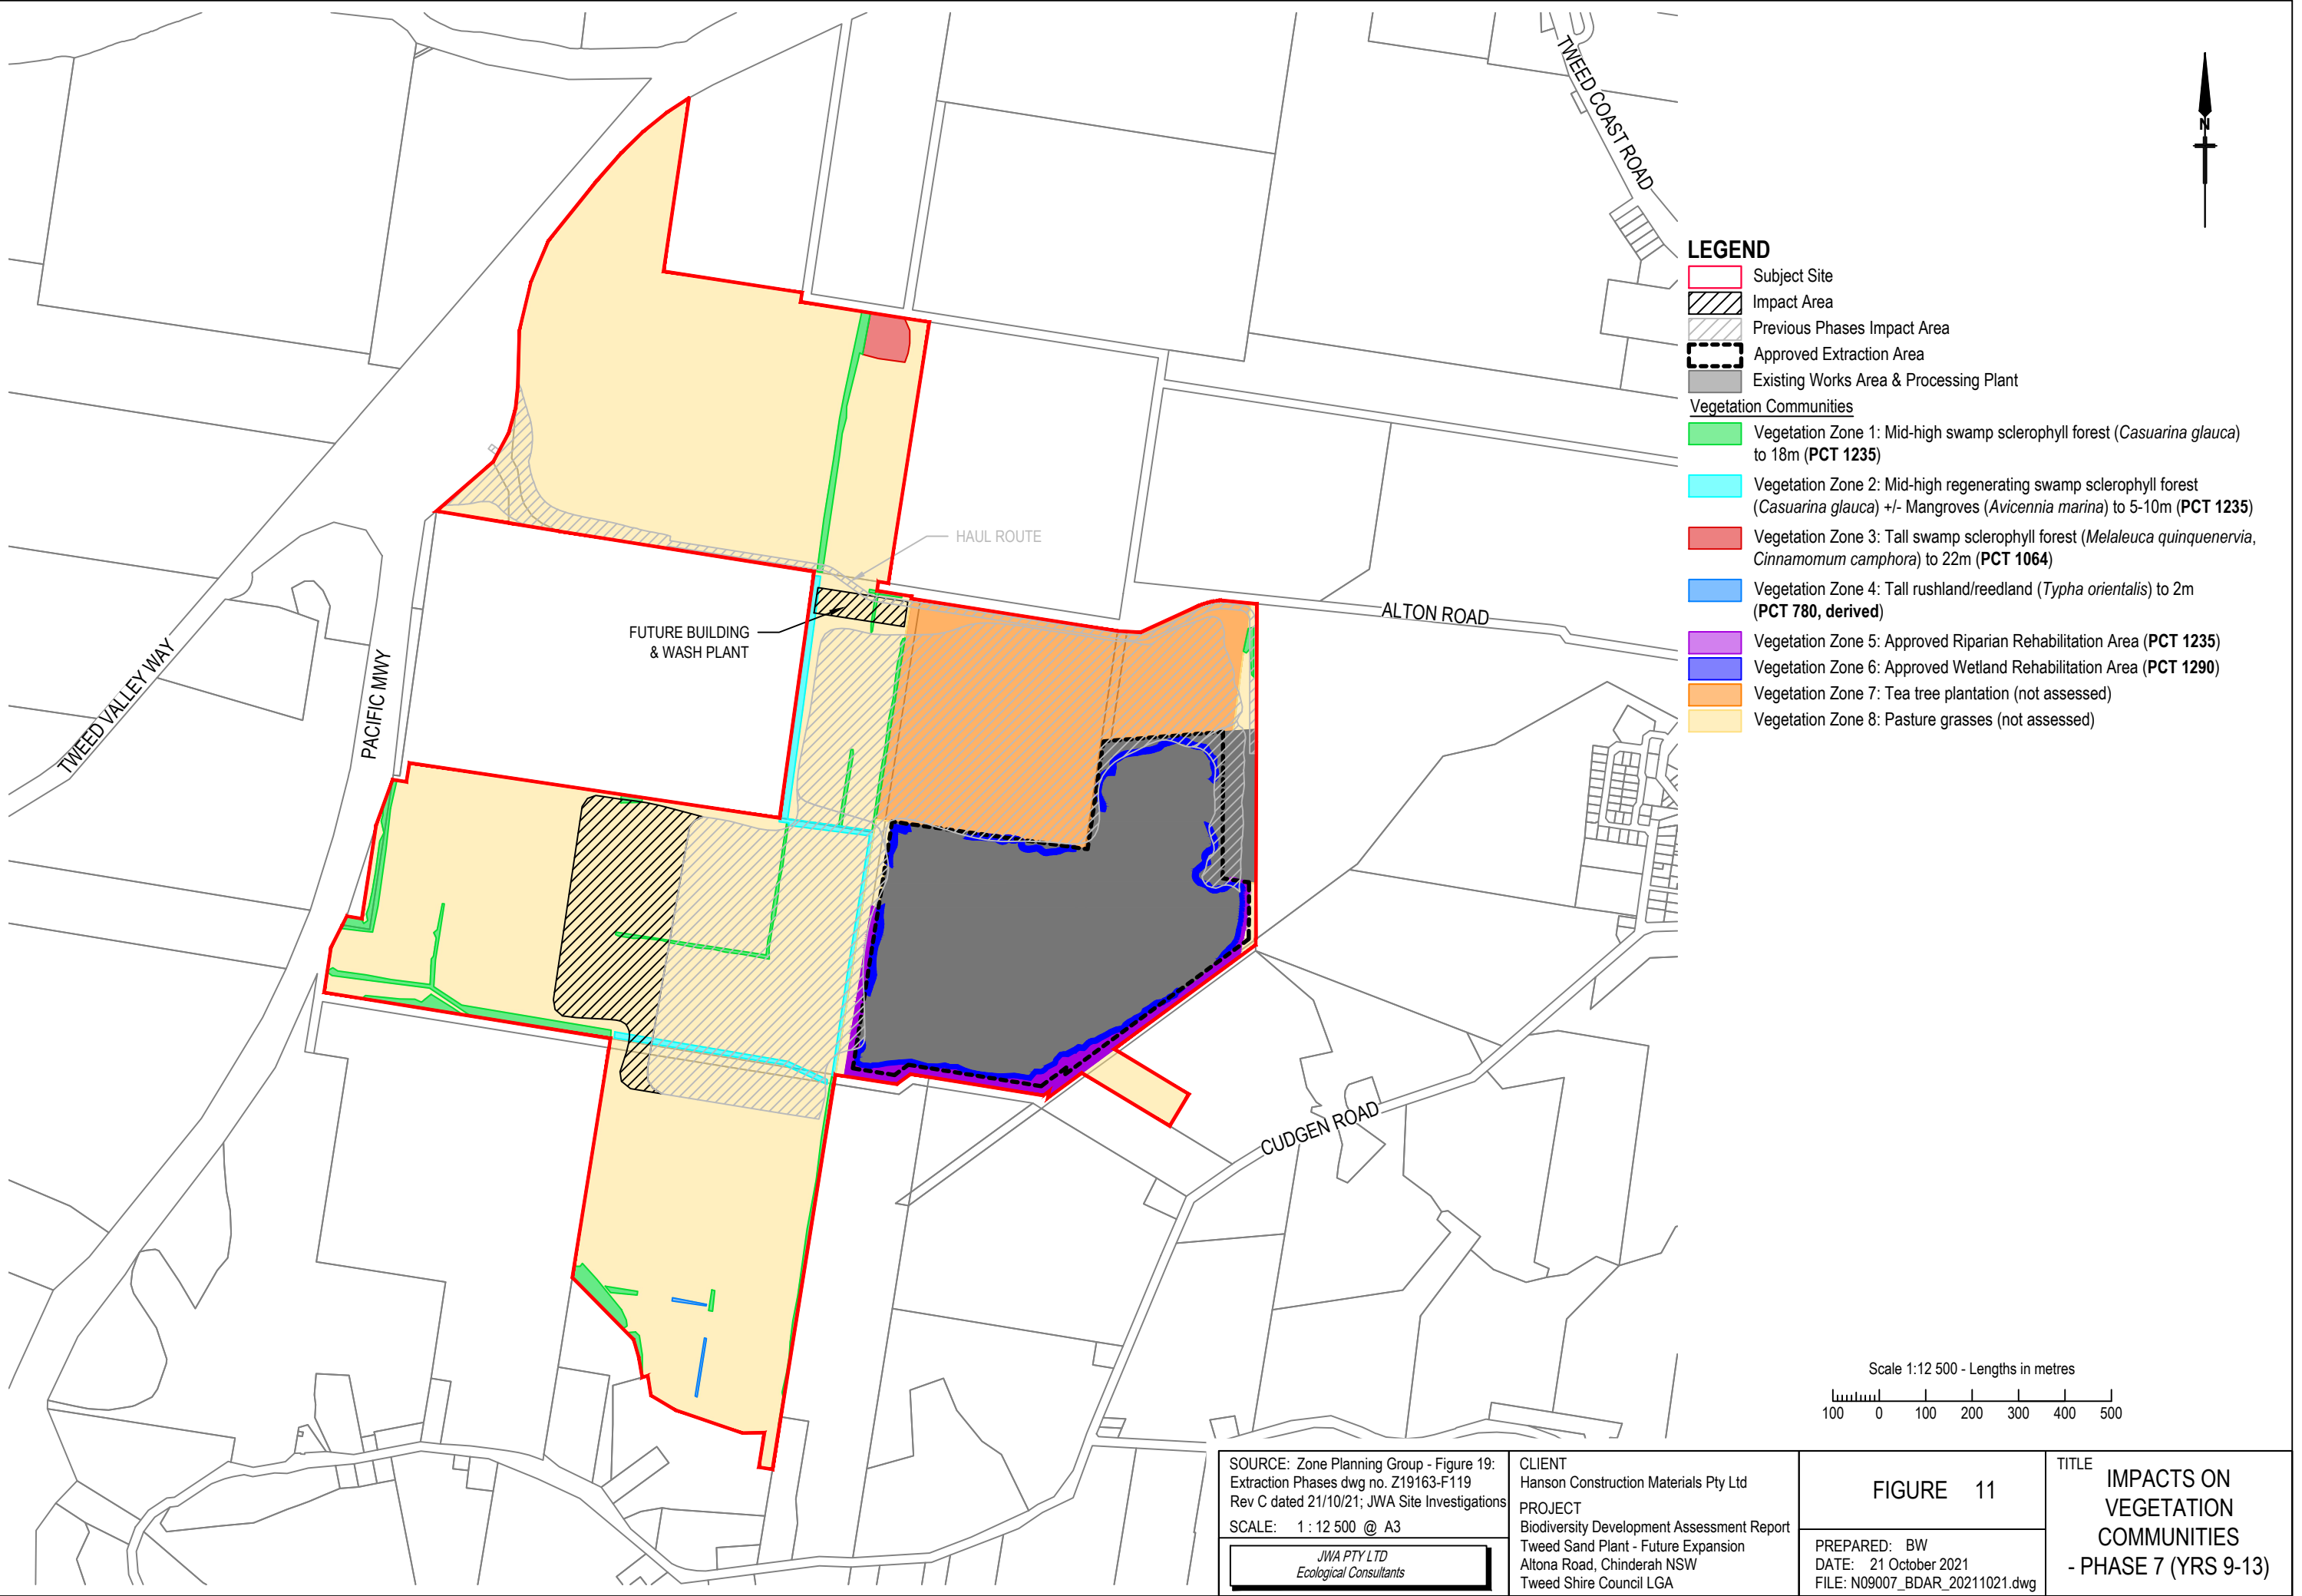 TWEED COAST ROAD
N
LEGEND
Subject Site
Impact Area
Previous Phases Impact Area
Approved Extraction Area
Existing Works Area & Processing Plant
Vegetation Communities
Vegetation Zone 1: Mid-high swamp sclerophyll forest (Casuarina glauca)
to 18m (PCT 1235)
Vegetation Zone 2: Mid-high regenerating swamp sclerophyll forest
(Casuarina glauca) +/- Mangroves (Avicennia marina) to 5-10m (PCT 1235)
Vegetation Zone 3: Tall swamp sclerophyll forest (Melaleuca quinquenervia,
Cinnamomum camphora) to 22m (PCT 1064)
Vegetation Zone 4: Tall rushland/reedland (Typha orientalis) to 2m
(PCT 780, derived)
Vegetation Zone 5: Approved Riparian Rehabilitation Area (PCT 1235)
Vegetation Zone 6: Approved Wetland Rehabilitation Area (PCT 1290)
Vegetation Zone 7: Tea tree plantation (not assessed)
Vegetation Zone 8: Pasture grasses (not assessed)
HAUL ROUTE
ALTON ROAD
FUTURE BUILDING
& WASH PLANT
TWEED VALLEY WAY
PACIFIC MWY
CUDGEN ROAD
Scale 1:12 500 - Lengths in metres
100 0 100 200 300 400 500
SOURCE: Zone Planning Group - Figure 19:
Extraction Phases dwg no. Z19163-F119
Rev C dated 21/10/21; JWA Site Investigations
SCALE: 1 : 12 500 @ A3
JWA PTY LTD
Ecological Consultants
CLIENT
Hanson Construction Materials Pty Ltd
PROJECT
Biodiversity Development Assessment Report
Tweed Sand Plant - Future Expansion
Altona Road, Chinderah NSW
Tweed Shire Council LGA
FIGURE 11
PREPARED: BW
DATE: 21 October 2021
FILE: N09007_BDAR_20211021.dwg
TITLE
IMPACTS ON
VEGETATION
COMMUNITIES
- PHASE 7 (YRS 9-13)